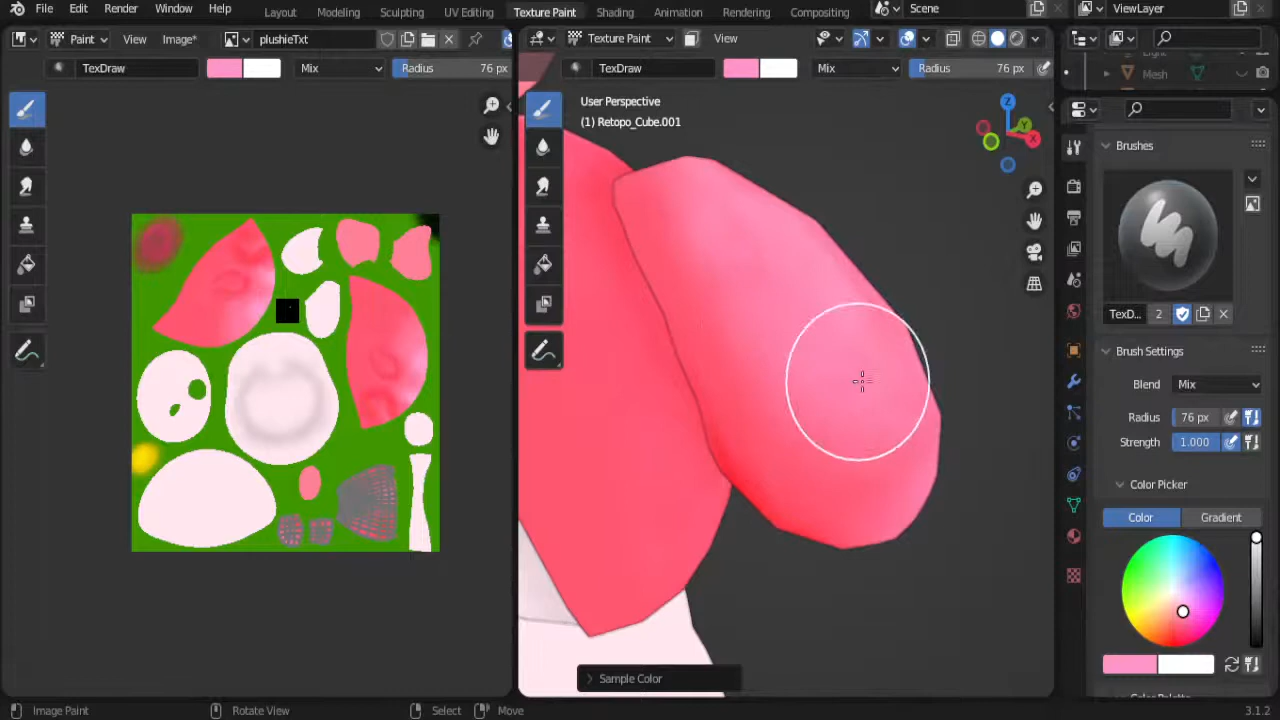 File Edit Render Window Help Layout Modeling Sculpting UV Editing Texture Paint Shading Animation Rendering Compositing Scene ViewLayer
Paint View Image* plushieTxt Texture Paint View
TexDraw Mix Radius 76 px TexDraw Mix Radius 76 px
Mesh
User Perspective
(1) Retopo_Cube.001
Z
Y
X
Brushes
TexD... 2
Brush Settings
Blend Mix
Radius 76 px
Strength 1.000
Color Picker
Color Gradient
Sample Color
Image Paint Rotate View Select Move 3.1.2